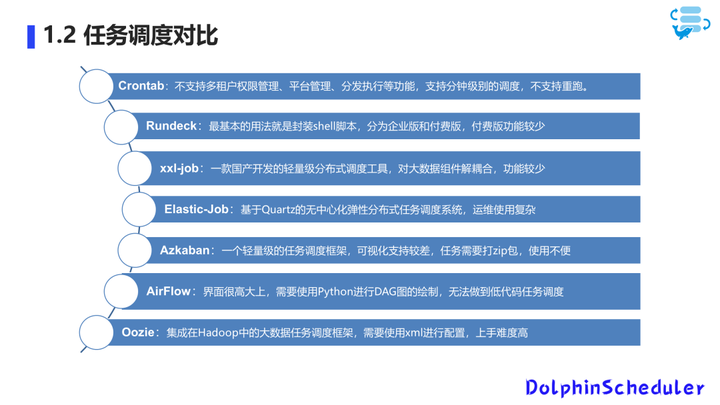 1.2 任务调度对比
Crontab：不支持多租户权限管理、平台管理、分发执行等功能，支持分钟级别的调度，不支持重跑。
Rundeck：最基本的用法就是封装shell脚本，分为企业版和付费版，付费版功能较少
xxl-job：一款国产开发的轻量级分布式调度工具，对大数据组件解耦合，功能较少
Elastic-Job：基于Quartz的无中心化弹性分布式任务调度系统，运维使用复杂
Azkaban：一个轻量级的任务调度框架，可视化支持较差，任务需要打zip包，使用不便
AirFlow：界面很高大上，需要使用Python进行DAG图的绘制，无法做到低代码任务调度
Oozie：集成在Hadoop中的大数据任务调度框架，需要使用xml进行配置，上手难度高
DolphinScheduler